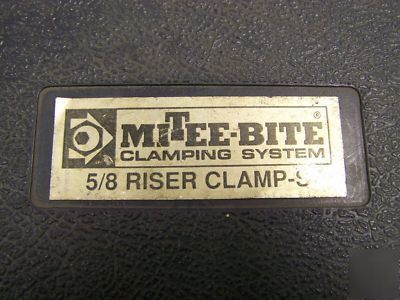 MITEE-BITE®
CLAMPING SYSTEM
5/8 RISER CLAMP-S